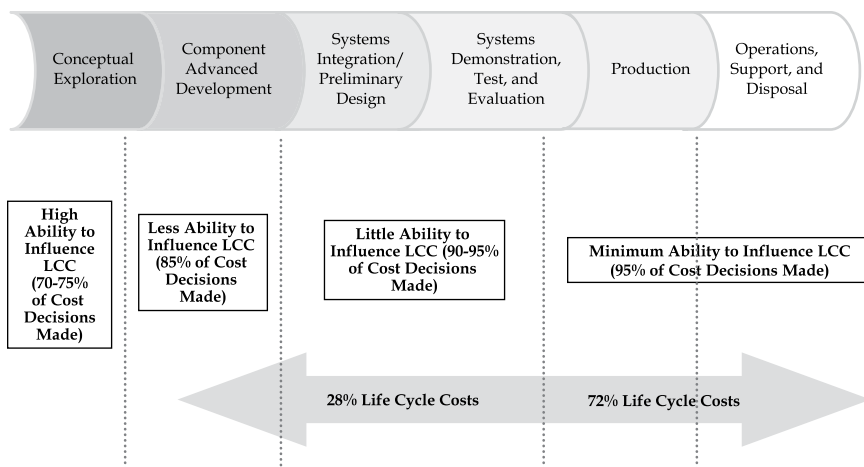 Conceptual
Exploration
Component
Advanced
Development
Systems
Integration/
Preliminary
Design
Systems
Demonstration,
Test, and
Evaluation
Production
Operations,
Support, and
Disposal
High
Ability to
Influence
LCC
(70-75%
of Cost
Decisions
Made)
Less Ability to
Influence LCC
(85% of Cost
Decisions
Made)
Little Ability to
Influence LCC (90-95%
of Cost Decisions
Made)
Minimum Ability to Influence LCC
(95% of Cost Decisions Made)
28% Life Cycle Costs
72% Life Cycle Costs